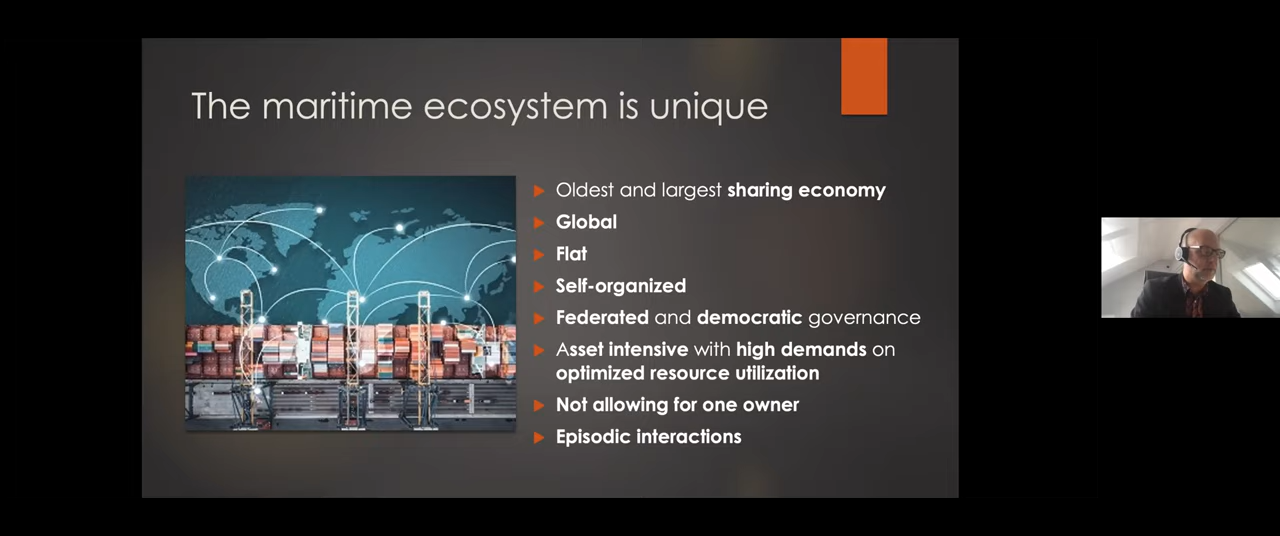 The maritime ecosystem is unique
Oldest and largest sharing economy
Global
Flat
Self-organized
Federated and democratic governance
Asset intensive with high demands on
optimized resource utilization
Not allowing for one owner
Episodic interactions